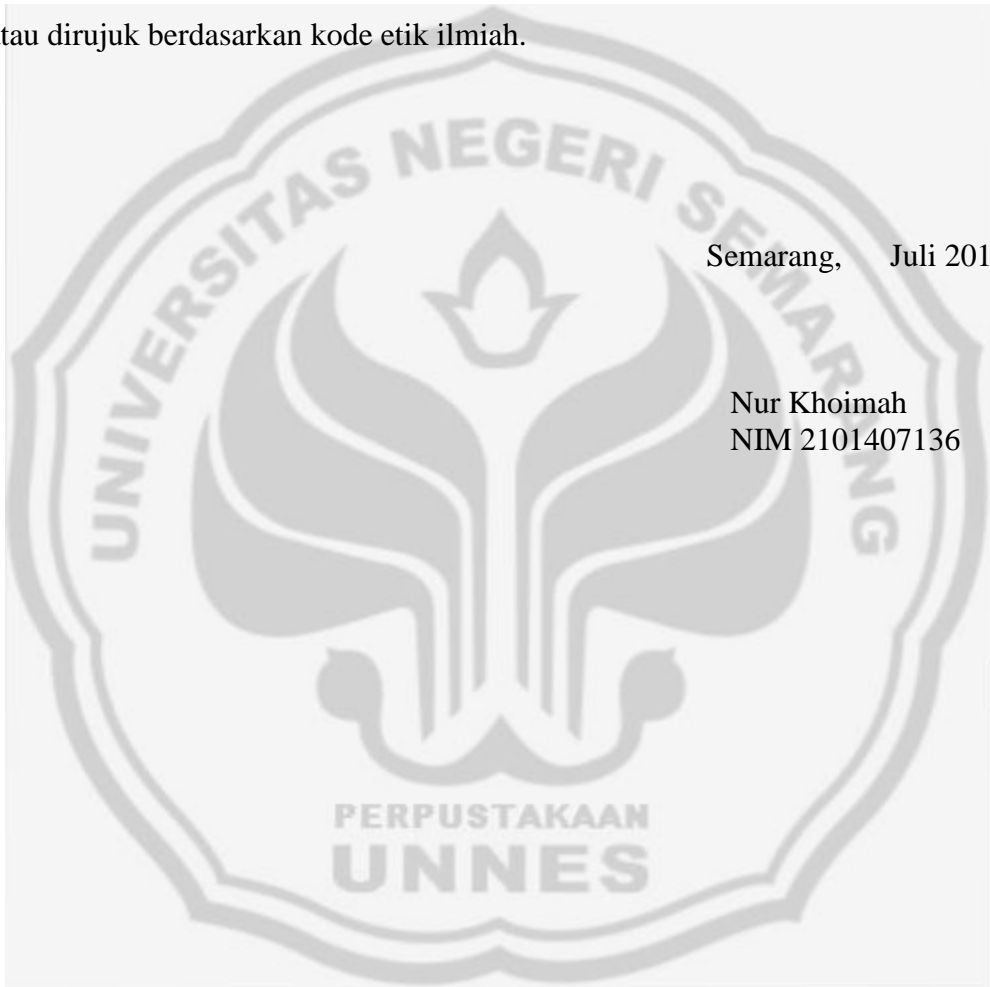 tau dirujuk berdasarkan kode etik ilmiah.
UNIVERSITAS NEGERI SEMARANG
Semarang, Juli 201
Nur Khoimah
NIM 2101407136
PERPUSTAKAAN
UNNES